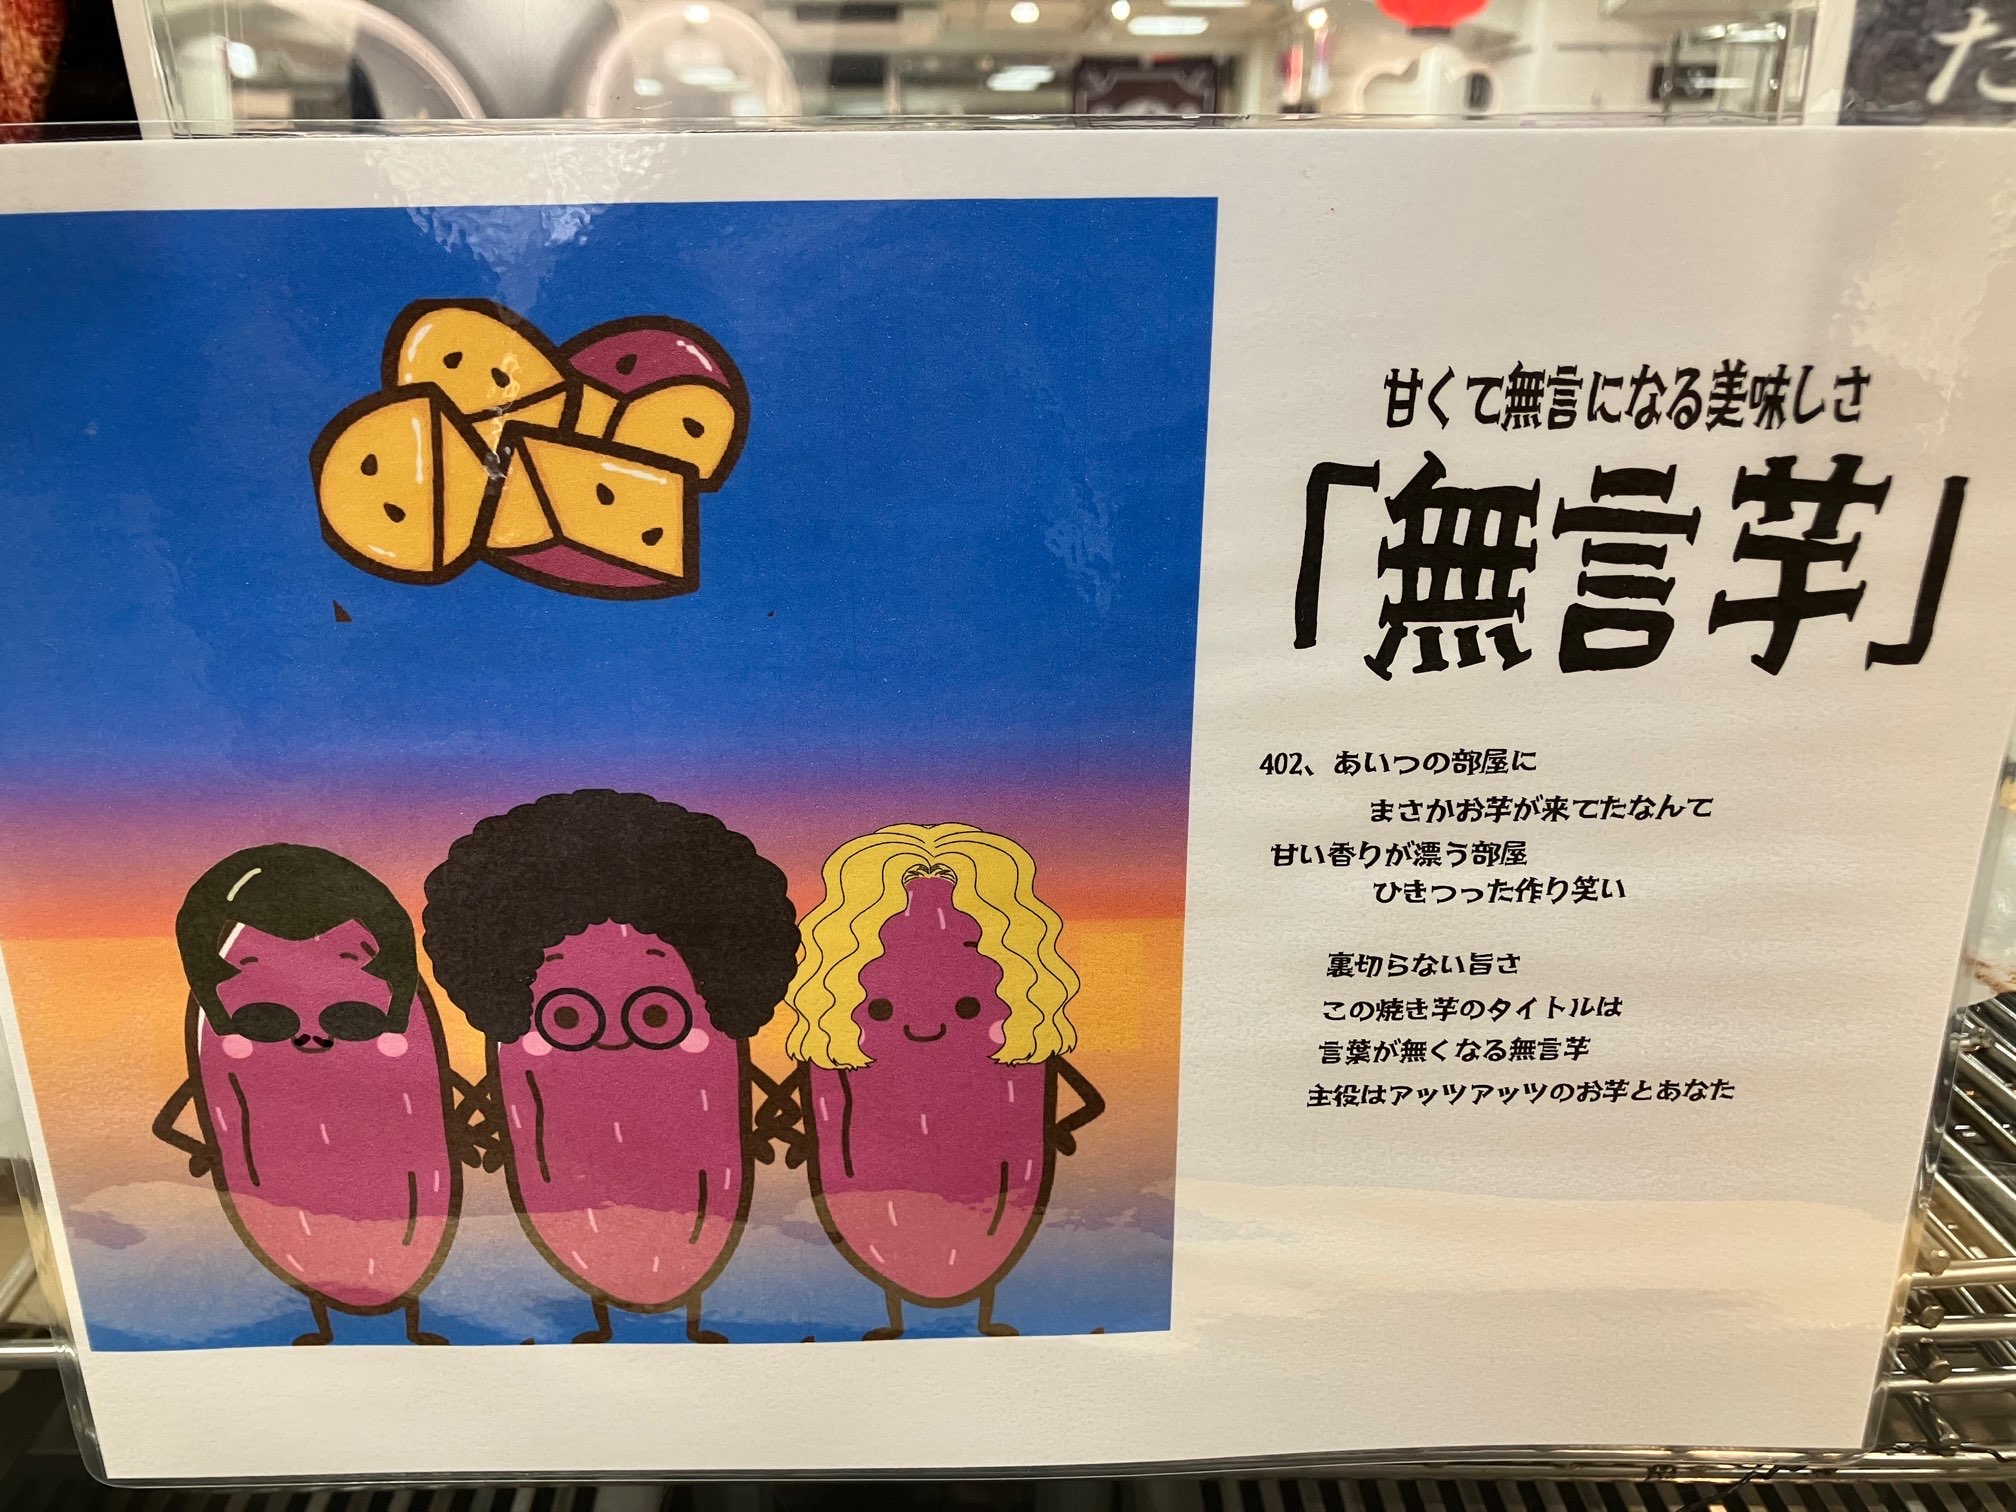 た
甘くて無言になる美味しさ
「無言芋」
402、あいつの部屋に
まさかお芋が来てたなんて
甘い香りが漂う部屋
ひきつった作り笑い
裏切らない旨さ
この焼き芋のタイトルは
言葉が無くなる無言芋
主役はアッツアッツのお芋とあなた